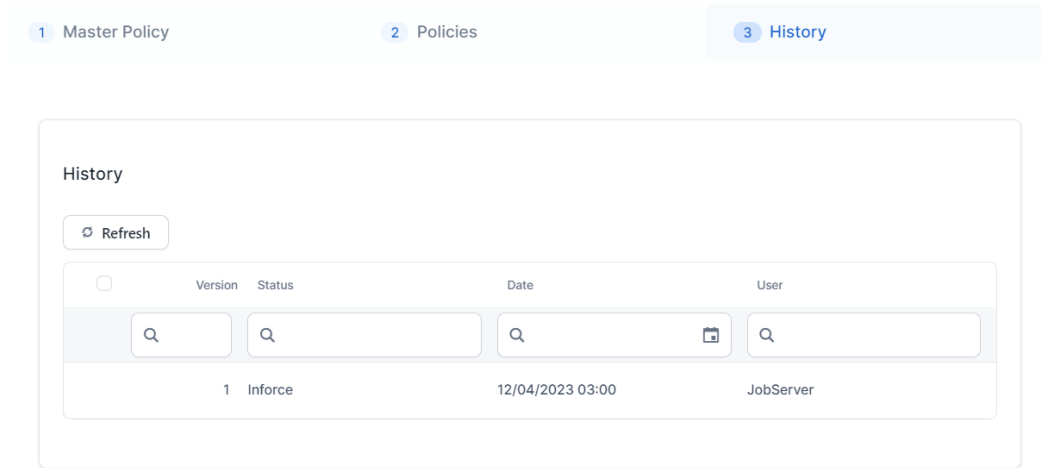 1 Master Policy 2 Policies 3 History
History
Refresh
Version Status Date User
1 Inforce 12/04/2023 03:00 JobServer